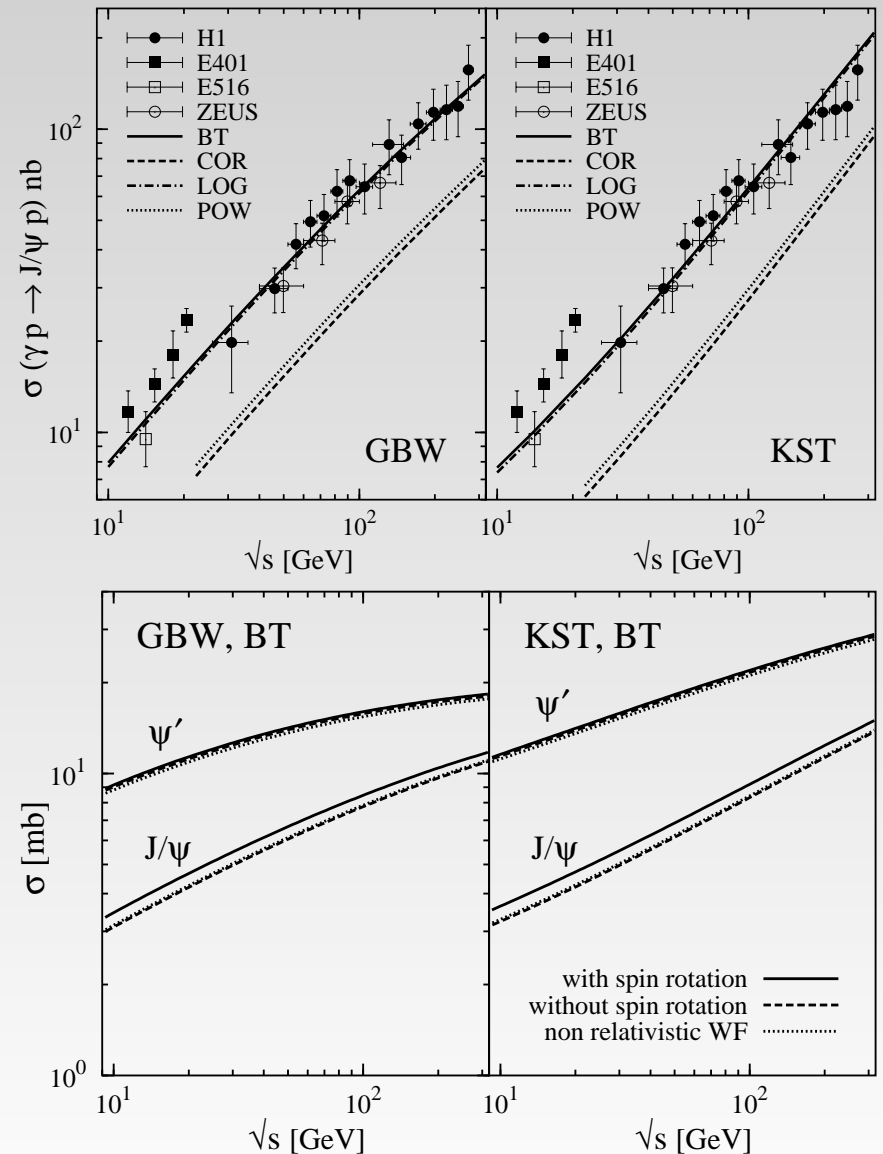 H1
E401
E516
ZEUS
BT
COR
LOG
POW
GBW
H1
E401
E516
ZEUS
BT
COR
LOG
POW
KST
σ (γ p → J/ψ p) nb
10²
10¹
10¹
10²
√s [GeV]
10¹
10²
√s [GeV]
GBW, BT
ψ′
J/ψ
KST, BT
ψ′
J/ψ
with spin rotation
without spin rotation
non relativistic WF
σ [mb]
10¹
10⁰
10¹
10²
√s [GeV]
10¹
10²
√s [GeV]